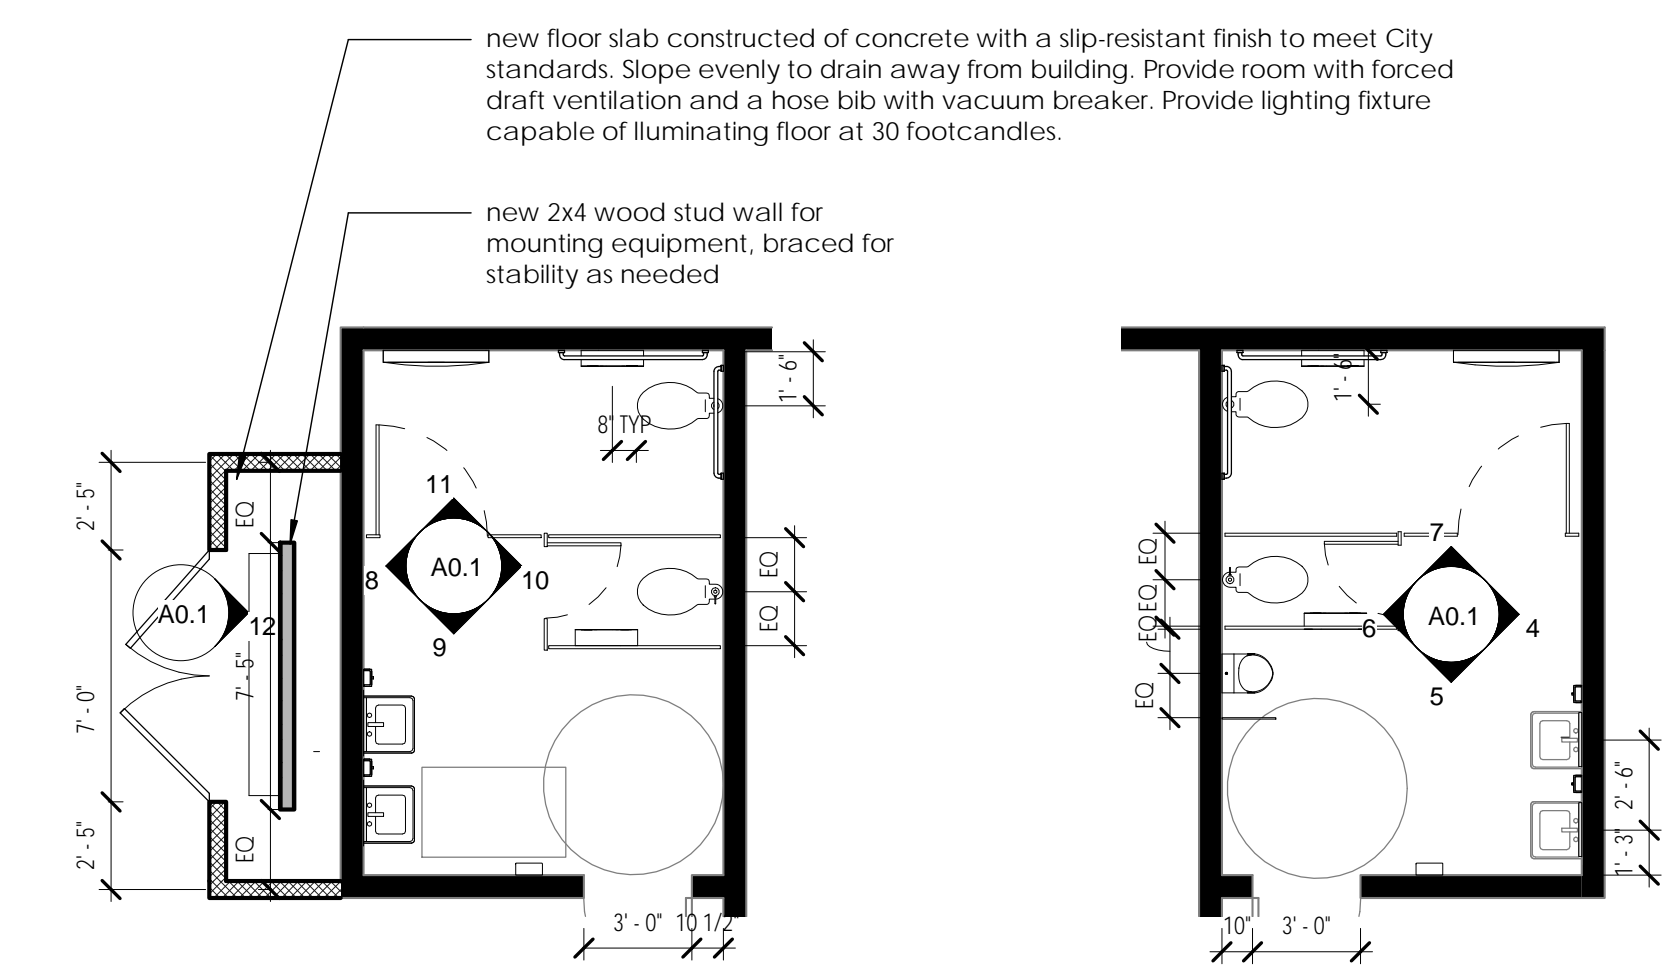 new floor slab constructed of concrete with a slip-resistant finish to meet City
standards. Slope evenly to drain away from building. Provide room with forced
draft ventilation and a hose bib with vacuum breaker. Provide lighting fixture
capable of lluminating floor at 30 footcandles.
new 2x4 wood stud wall for
mounting equipment, braced for
stability as needed
1' - 6"
1' - 6"
8" TYP
2' - 5"
EQ
11
8
A0.1
10
9
EQ
EQ
A0.1
12
7' - 5"
7' - 0"
2' - 5"
EQ
3' - 0"
10 1/2"
EQ
EQ
EQ
EQ
7
6
A0.1
4
5
2' - 6"
1' - 3"
10"
3' - 0"